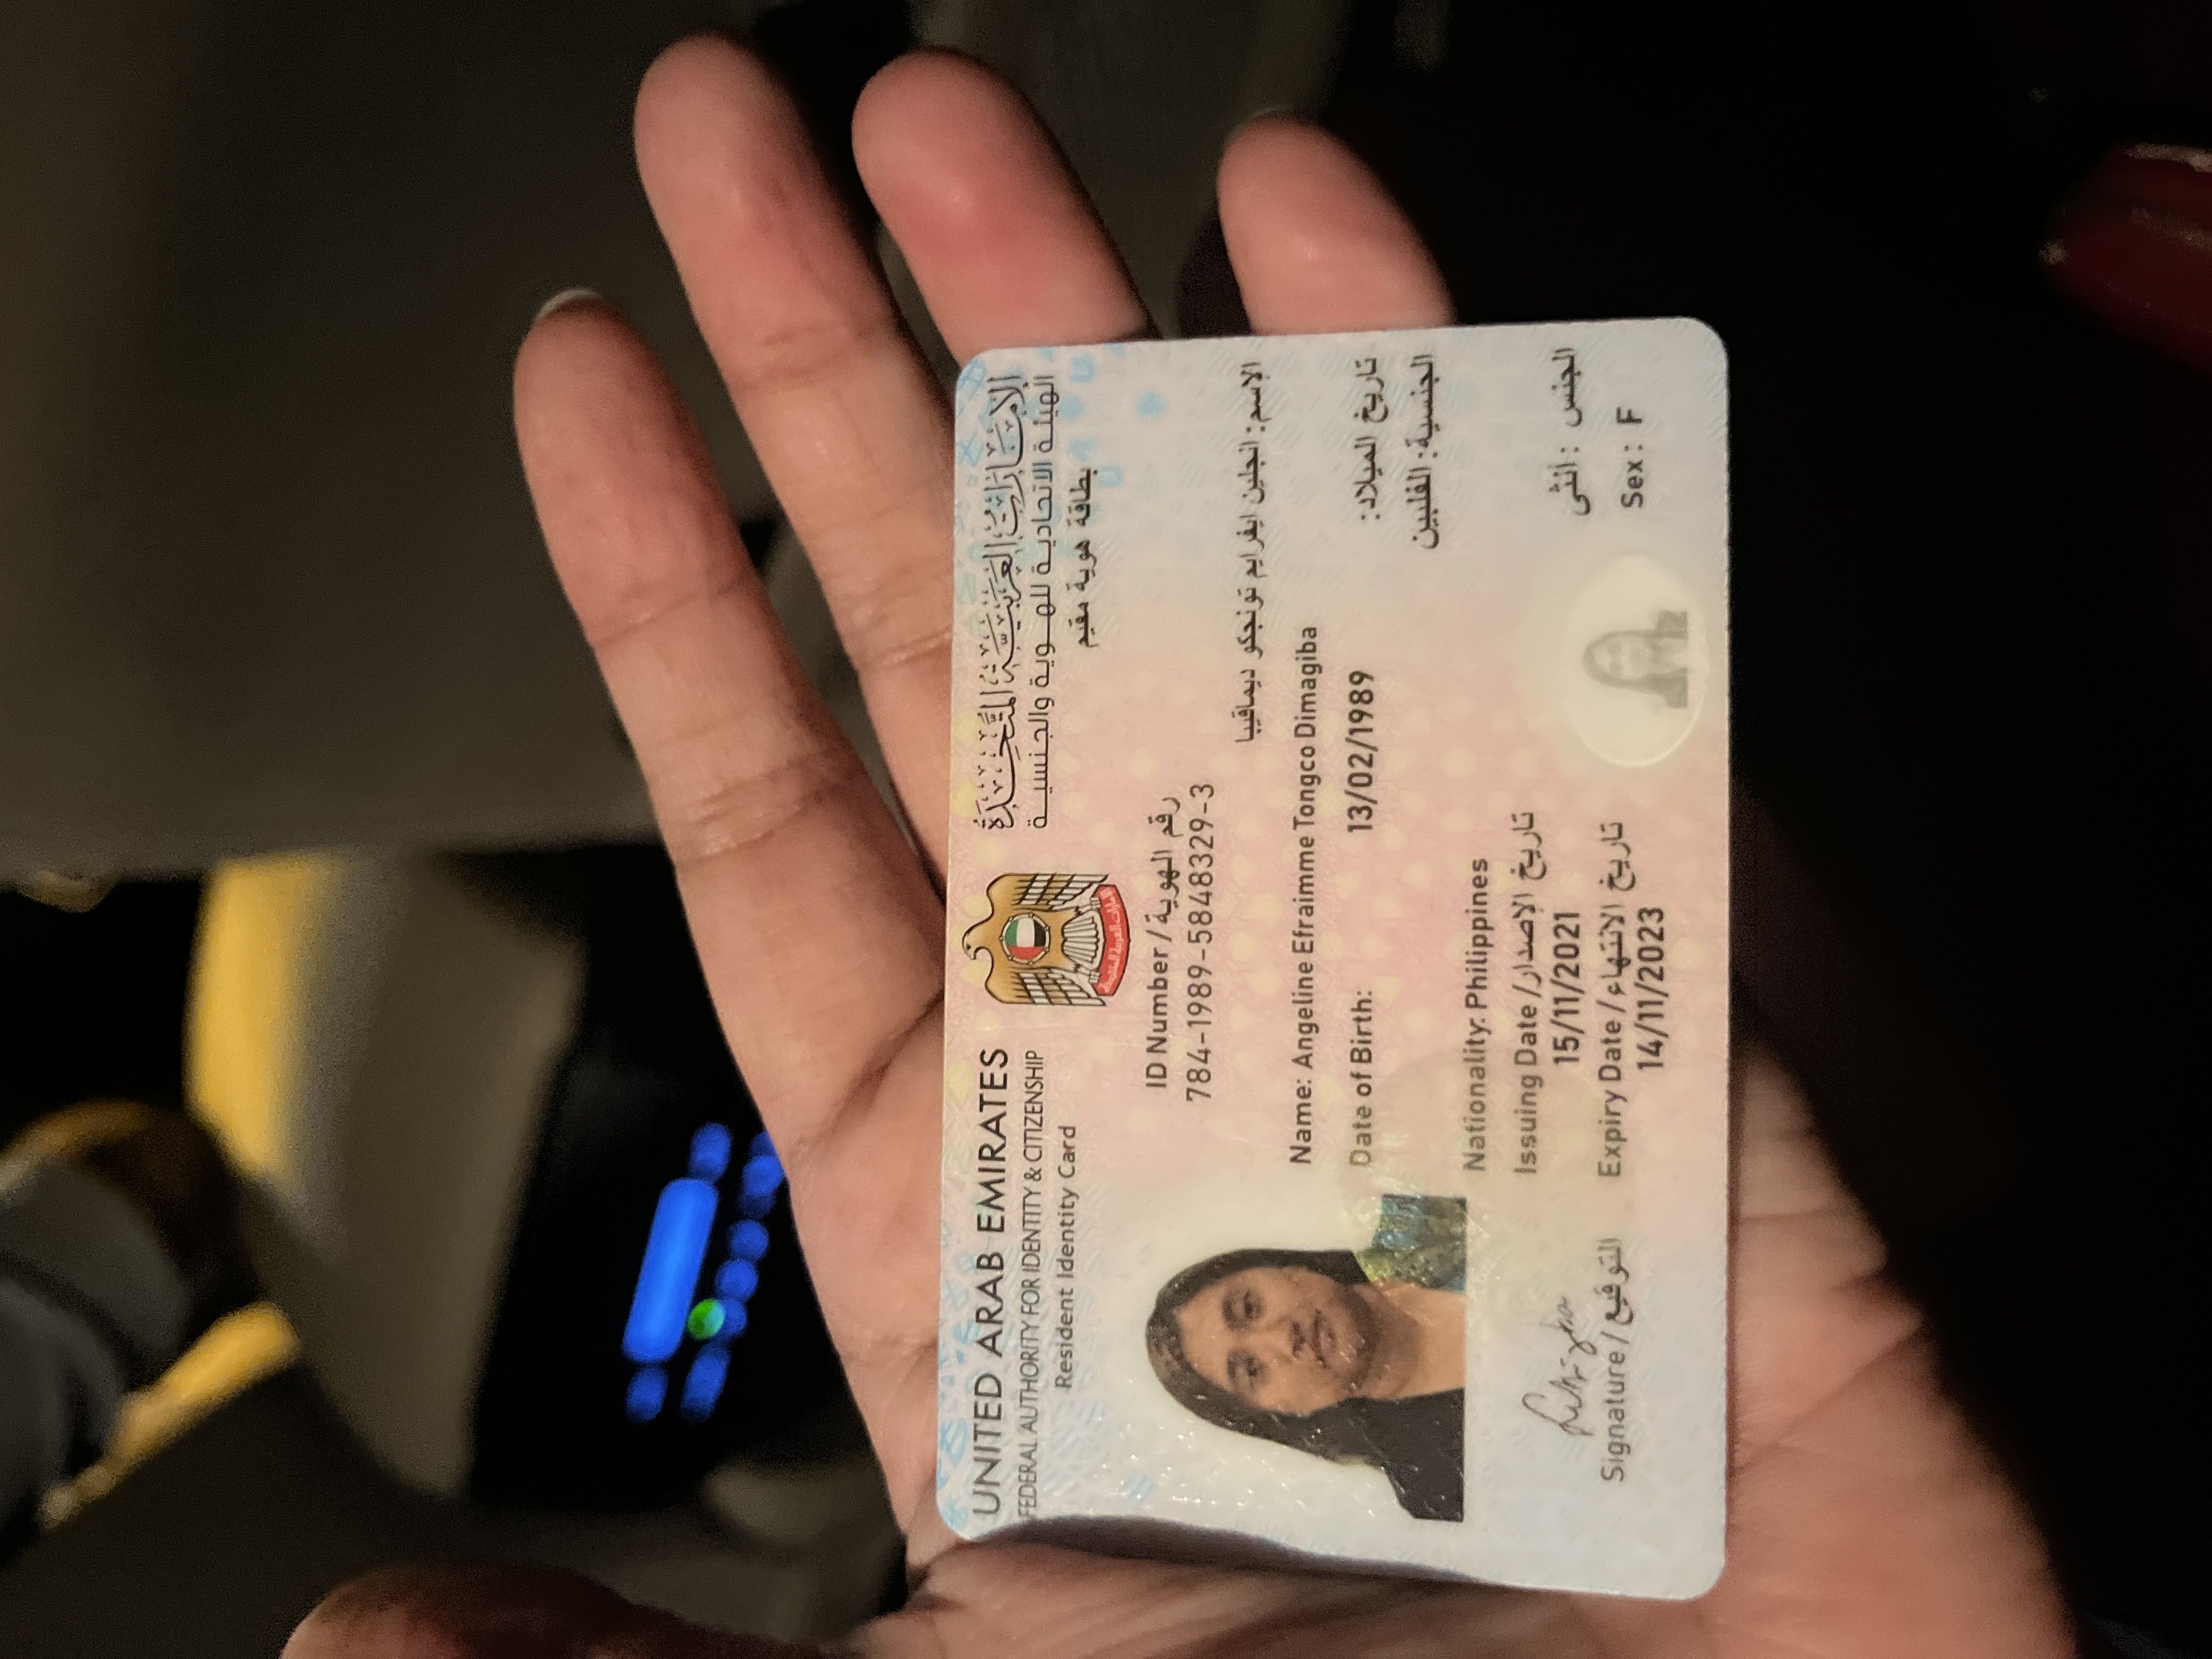 UNITED ARAB EMIRATES
FEDERAL AUTHORITY FOR IDENTITY & CITIZENSHIP
Resident Identity Card
الإمارات العربية المتحدة
الهيئة الاتحادية للهوية والجنسية
بطاقة هوية مقيم
الإمارات العربية المتحدة
ID Number / رقم الهوية
784-1989-5848329-3
الإسم: انجلين ايفرايم تونجكو ديماقيبا
Name: Angeline Efraimme Tongco Dimagiba
Date of Birth: 13/02/1989 تاريخ الميلاد:
الجنسية: الفلبين
Nationality: Philippines
Issuing Date / تاريخ الإصدار
15/11/2021
الجنس : أنثى
Expiry Date / تاريخ الانتهاء
14/11/2023
Sex: F
Signature / التوقيع